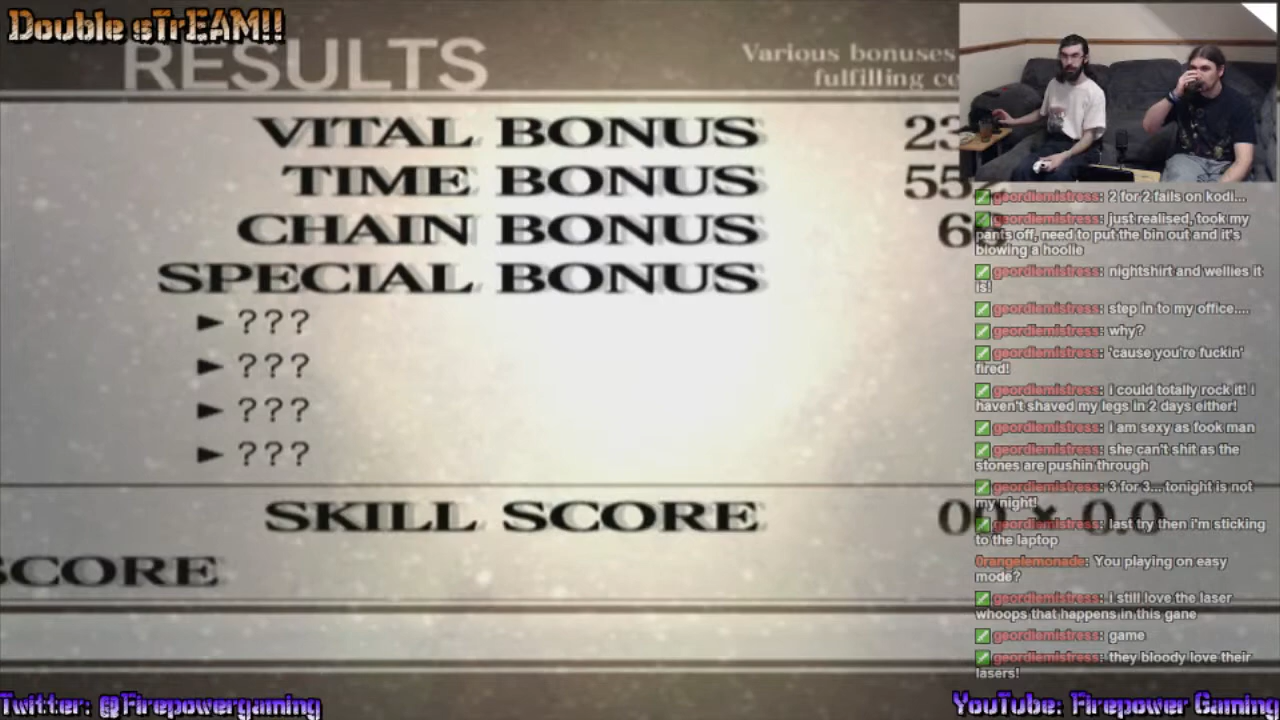 Double sTrEAM!!
RESULTS
Various bonuses
fulfilling ce
VITAL BONUS 23
TIME BONUS 55
CHAIN BONUS 6
SPECIAL BONUS
► ???
► ???
► ???
► ???
SKILL SCORE 00 × 0.0
SCORE
geordiemistress: 2 for 2 fails on kodi...
geordiemistress: just realised, took my
pants off, need to put the bin out and it's
blowing a hoolie
geordiemistress: nightshirt and wellies it
is!
geordiemistress: step in to my office....
geordiemistress: why?
geordiemistress: 'cause you're fuckin'
fired!
geordiemistress: i could totally rock it! i
haven't shaved my legs in 2 days either!
geordiemistress: i am sexy as fook man
geordiemistress: she can't shit as the
stones are pushin through
geordiemistress: 3 for 3... tonight is not
my night!
geordiemistress: last try then i'm sticking
to the laptop
0rangelemonade: You playing on easy
mode?
geordiemistress: i still love the laser
whoops that happens in this gane
geordiemistress: game
geordiemistress: they bloody love their
lasers!
Twitter: @Firepowergaming
YouTube: Firepower Gaming